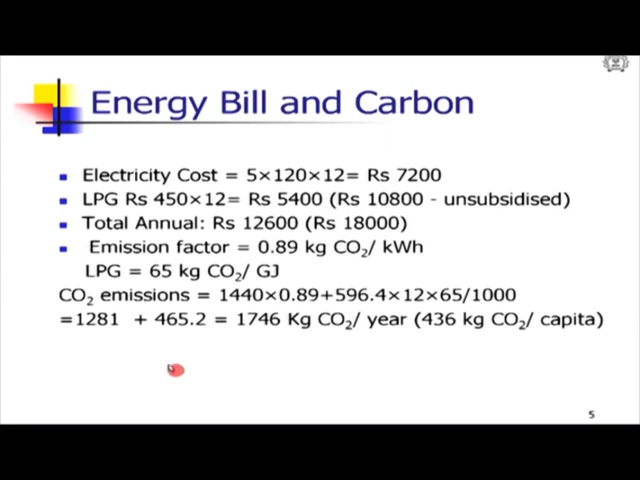 Energy Bill and Carbon
Electricity Cost = 5×120×12= Rs 7200
LPG Rs 450×12= Rs 5400 (Rs 10800 - unsubsidised)
Total Annual: Rs 12600 (Rs 18000)
Emission factor = 0.89 kg CO₂/ kWh
LPG = 65 kg CO₂/ GJ
CO₂ emissions = 1440×0.89+596.4×12×65/1000
=1281 + 465.2 = 1746 Kg CO₂/ year (436 kg CO₂/ capita)
5